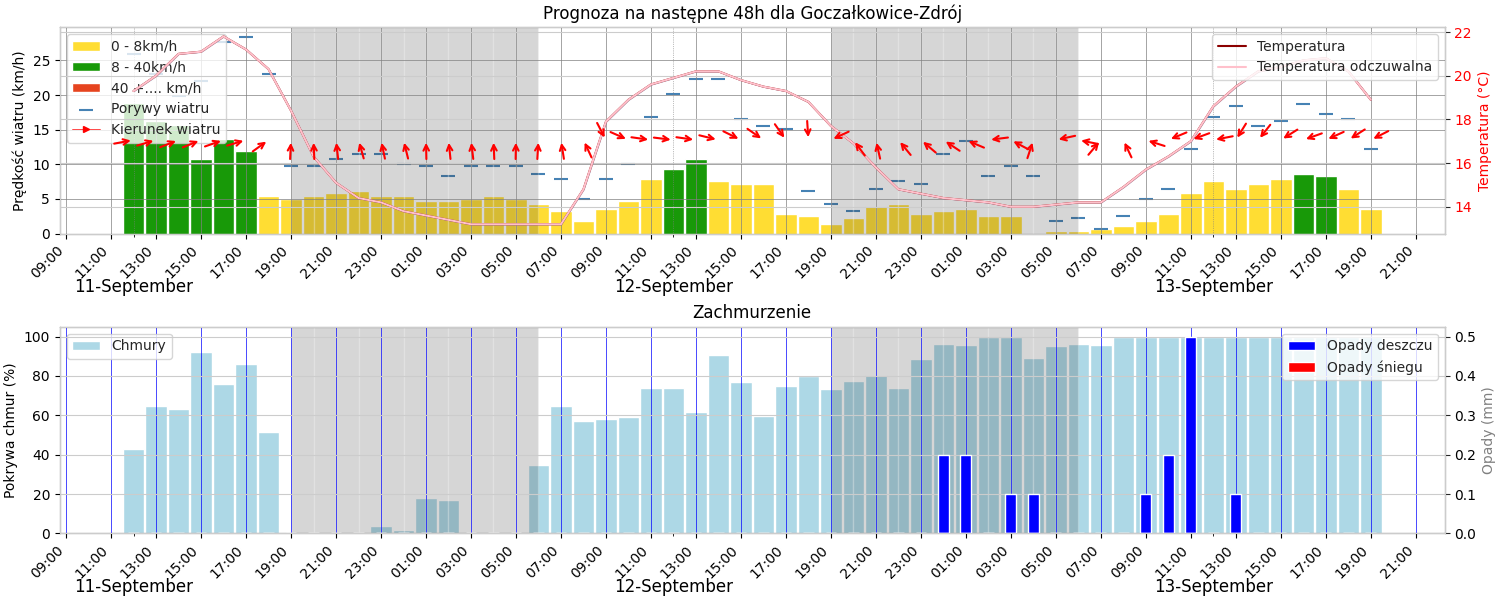 Prognoza na następne 48h dla Goczałkowice-Zdrój
Prędkość wiatru (km/h)
0
5
10
15
20
25
0 - 8km/h
8 - 40km/h
40 +.... km/h
Porywy wiatru
Kierunek wiatru
Temperatura
Temperatura odczuwalna
14
16
18
20
22
Temperatura (°C)
09:00 11:00 13:00 15:00 17:00 19:00 21:00 23:00 01:00 03:00 05:00 07:00 09:00 11:00 13:00 15:00 17:00 19:00 21:00 23:00 01:00 03:00 05:00 07:00 09:00 11:00 13:00 15:00 17:00 19:00 21:00
11-September 12-September 13-September
Zachmurzenie
Pokrywa chmur (%)
0
20
40
60
80
100
Chmury
Opady deszczu
Opady śniegu
0.0
0.1
0.2
0.3
0.4
0.5
Opady (mm)
09:00 11:00 13:00 15:00 17:00 19:00 21:00 23:00 01:00 03:00 05:00 07:00 09:00 11:00 13:00 15:00 17:00 19:00 21:00 23:00 01:00 03:00 05:00 07:00 09:00 11:00 13:00 15:00 17:00 19:00 21:00
11-September 12-September 13-September